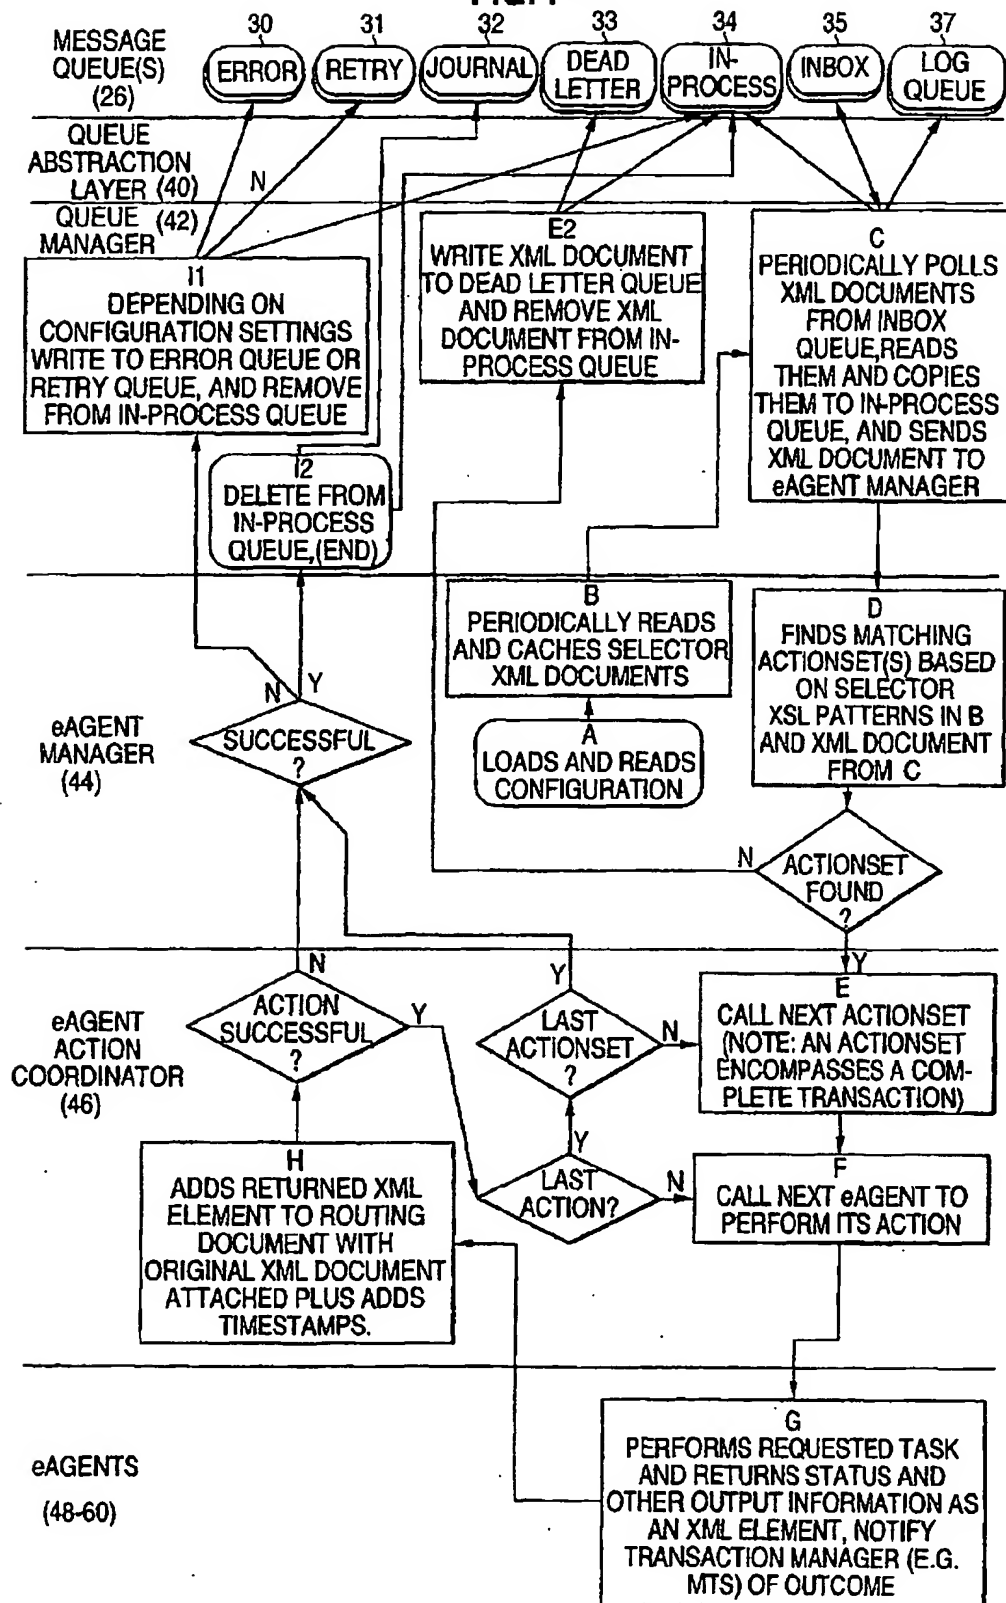 30
31
32
33
34
35
37
MESSAGE
QUEUE(S)
(26)
ERROR
RETRY
JOURNAL
DEAD
LETTER
IN-
PROCESS
INBOX
LOG
QUEUE
QUEUE
ABSTRACTION
LAYER (40)
N
QUEUE (42)
MANAGER
I1
DEPENDING ON
CONFIGURATION SETTINGS
WRITE TO ERROR QUEUE OR
RETRY QUEUE, AND REMOVE
FROM IN-PROCESS QUEUE
E2
WRITE XML DOCUMENT
TO DEAD LETTER QUEUE
AND REMOVE XML
DOCUMENT FROM IN-
PROCESS QUEUE
C
PERIODICALLY POLLS
XML DOCUMENTS
FROM INBOX
QUEUE,READS
THEM AND COPIES
THEM TO IN-PROCESS
QUEUE, AND SENDS
XML DOCUMENT TO
eAGENT MANAGER
I2
DELETE FROM
IN-PROCESS
QUEUE,(END)
B
PERIODICALLY READS
AND CACHES SELECTOR
XML DOCUMENTS
D
FINDS MATCHING
ACTIONSET(S) BASED
ON SELECTOR
XSL PATTERNS IN B
AND XML DOCUMENT
FROM C
eAGENT
MANAGER
(44)
N
Y
SUCCESSFUL
?
A
LOADS AND READS
CONFIGURATION
N
ACTIONSET
FOUND
?
Y
eAGENT
ACTION
COORDINATOR
(46)
N
ACTION
SUCCESSFUL
?
Y
Y
LAST
ACTIONSET
?
N
E
CALL NEXT ACTIONSET
(NOTE: AN ACTIONSET
ENCOMPASSES A COM-
PLETE TRANSACTION)
H
ADDS RETURNED XML
ELEMENT TO ROUTING
DOCUMENT WITH
ORIGINAL XML DOCUMENT
ATTACHED PLUS ADDS
TIMESTAMPS.
Y
LAST
ACTION?
N
F
CALL NEXT eAGENT TO
PERFORM ITS ACTION
eAGENTS
(48-60)
G
PERFORMS REQUESTED TASK
AND RETURNS STATUS AND
OTHER OUTPUT INFORMATION AS
AN XML ELEMENT, NOTIFY
TRANSACTION MANAGER (E.G.
MTS) OF OUTCOME